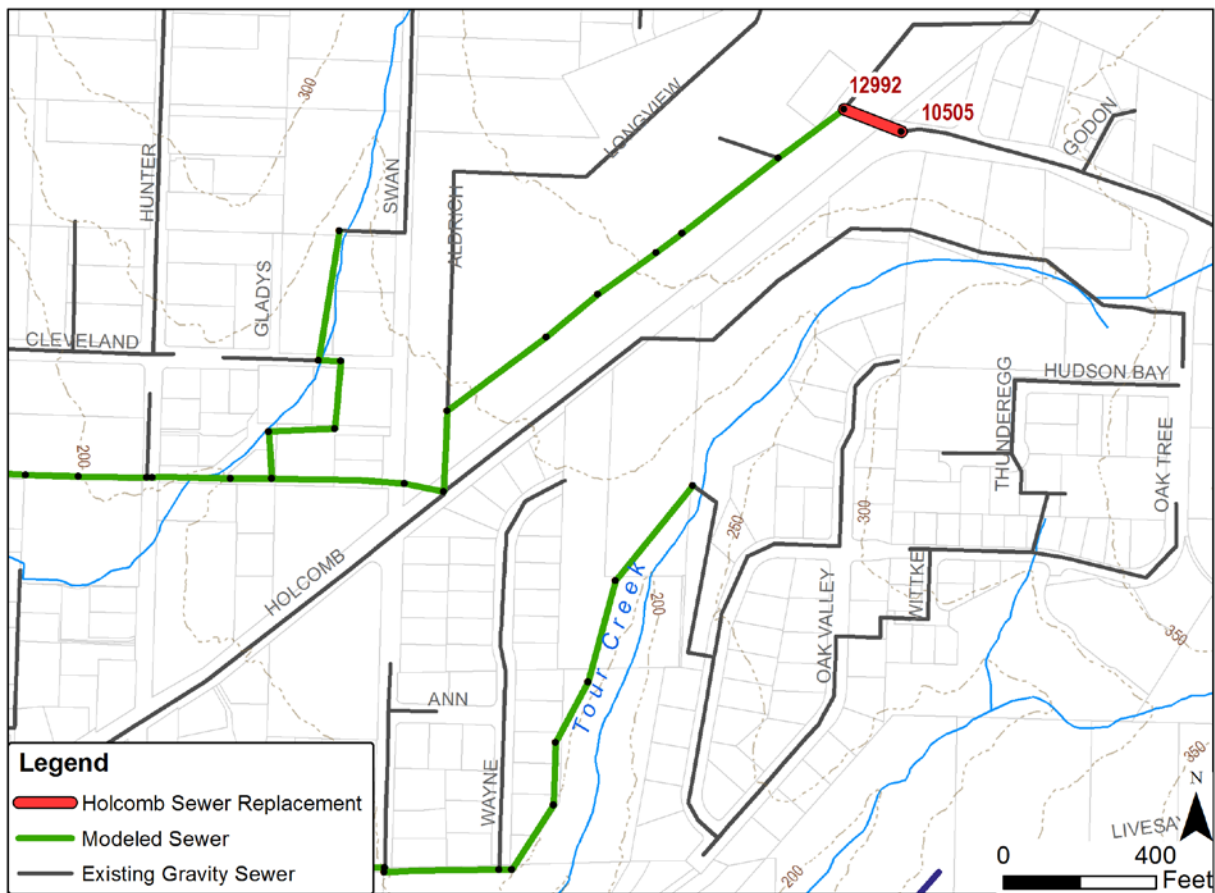 12992
10505
GODON
LONGVIEW
300
HUNTER
SWAN
ALDRICH
GLADYS
CLEVELAND
HUDSON BAY
THUNDEREGG
OAK TREE
200
250
300
HOLCOMB
Tour Creek
200
WITTKE
OAK VALLEY
350
ANN
WAYNE
350
200
LIVESAY
N
0 400
Feet
Legend
Holcomb Sewer Replacement
Modeled Sewer
Existing Gravity Sewer